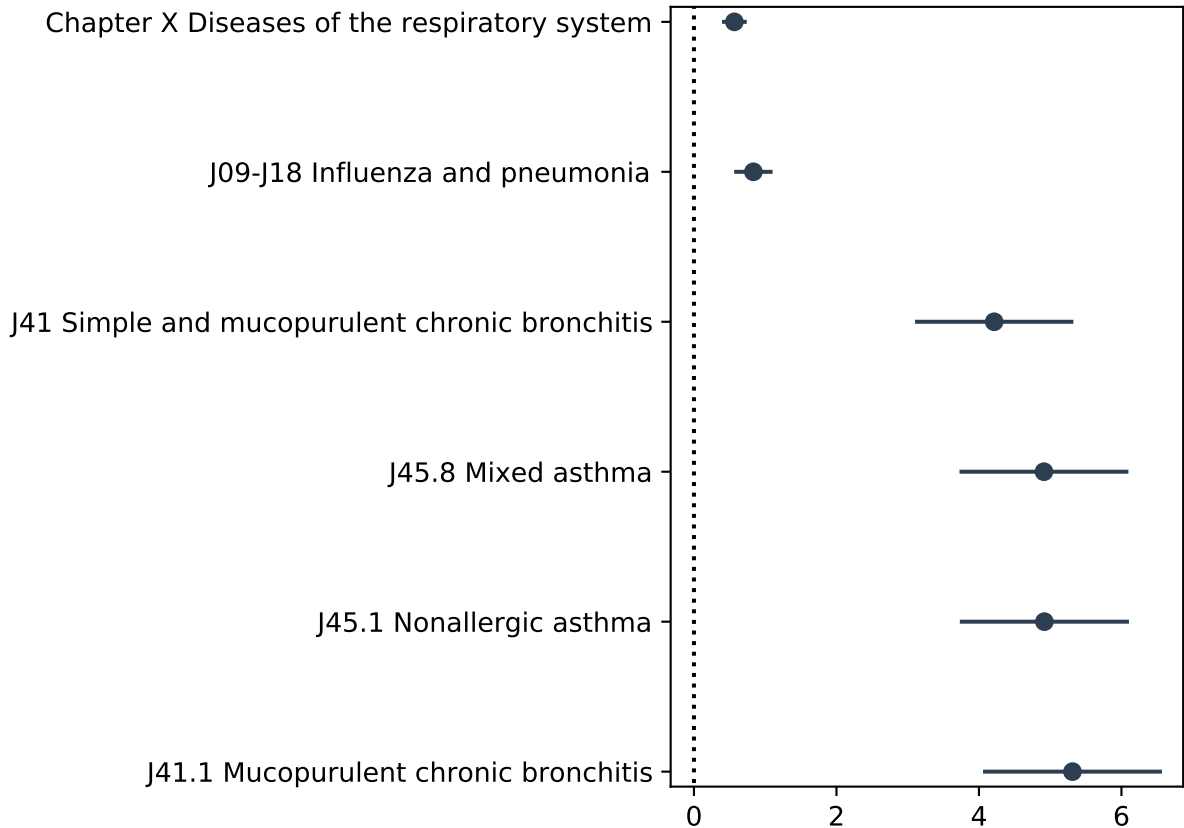 Chapter X Diseases of the respiratory system
J09-J18 Influenza and pneumonia
J41 Simple and mucopurulent chronic bronchitis
J45.8 Mixed asthma
J45.1 Nonallergic asthma
J41.1 Mucopurulent chronic bronchitis
0 2 4 6